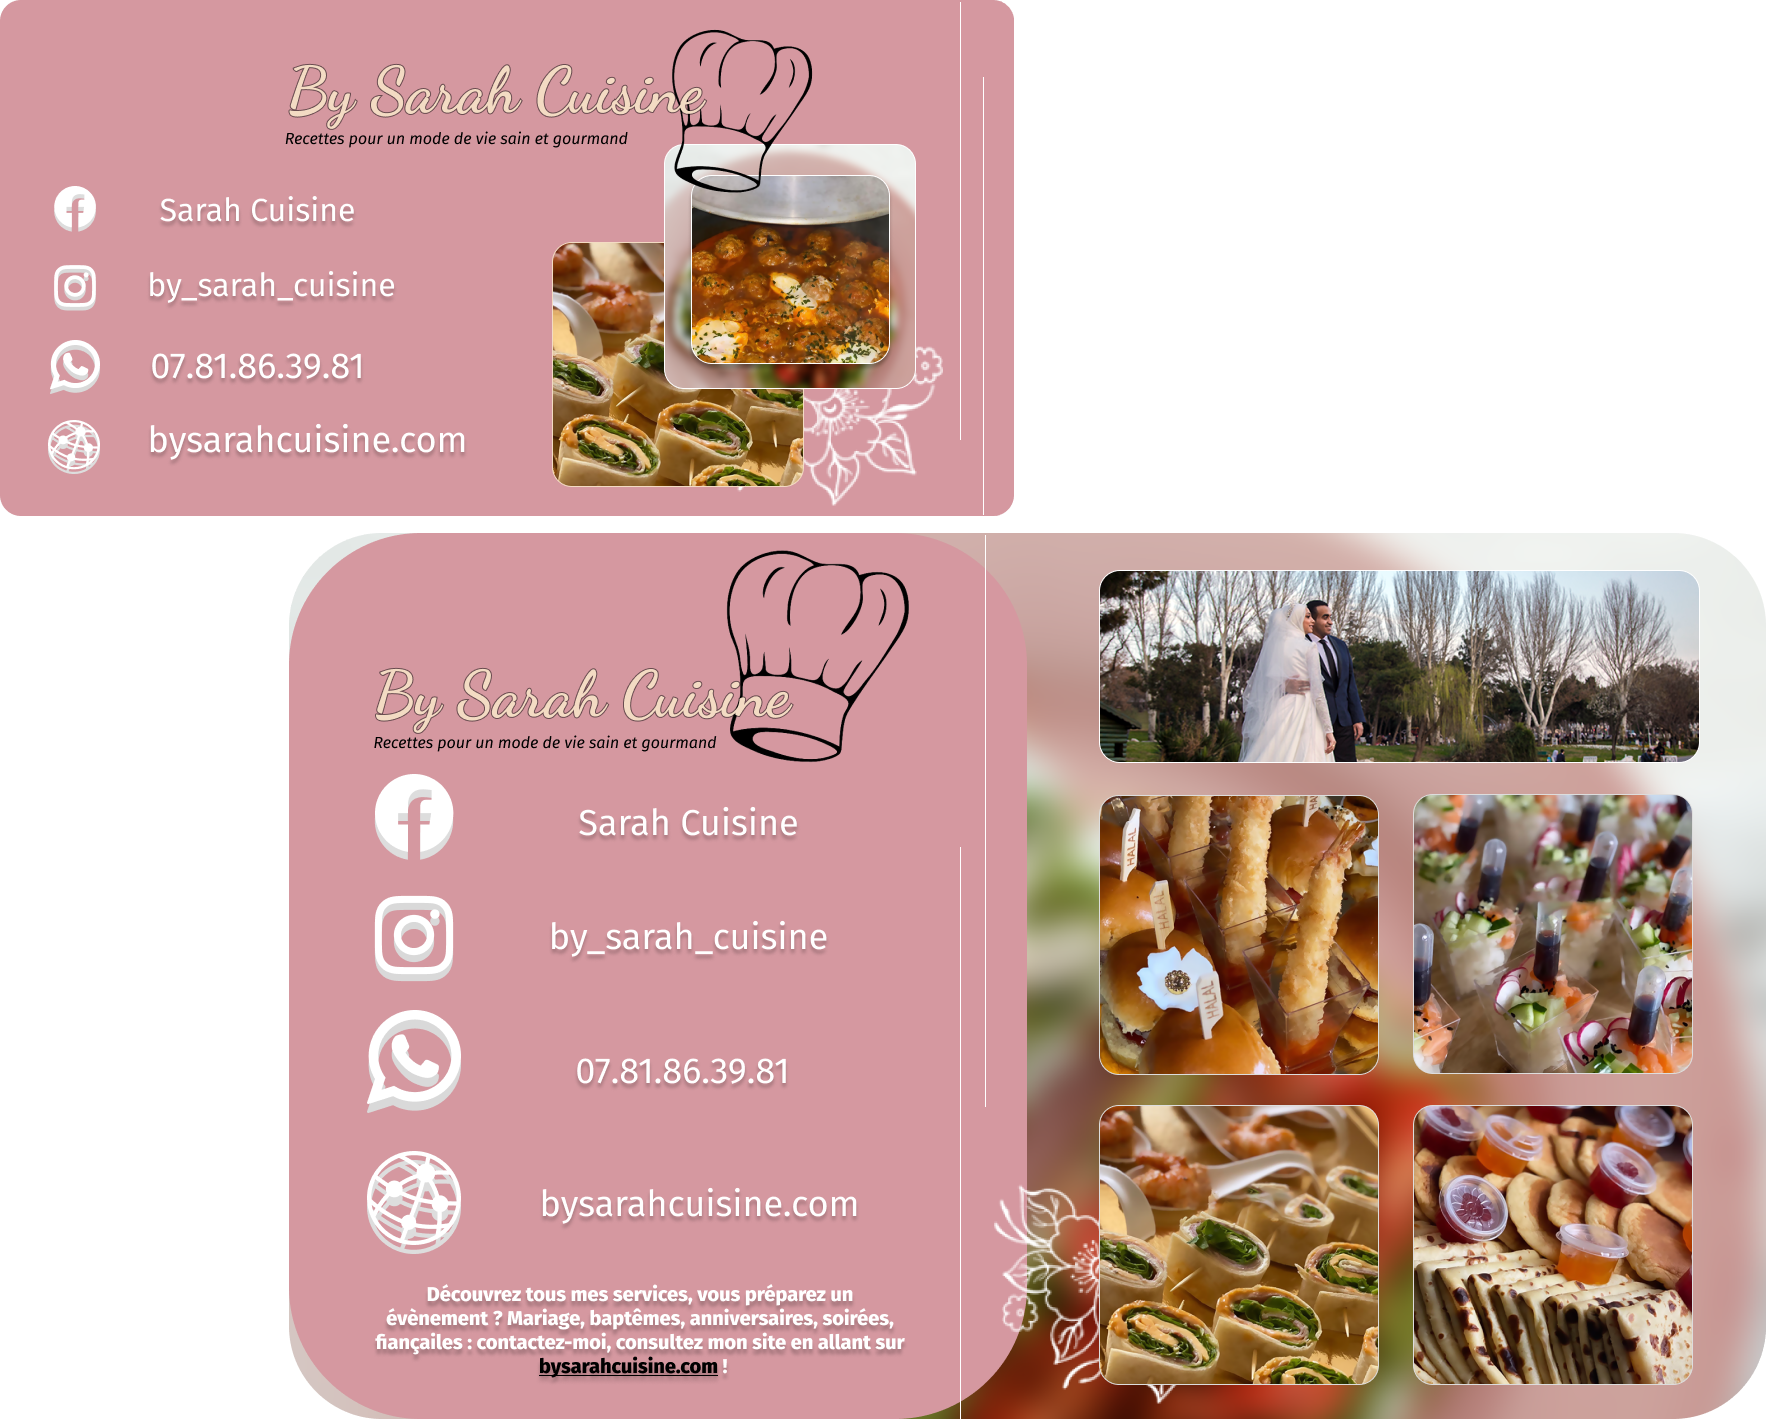 By Sarah Cuisine
Recettes pour un mode de vie sain et gourmand
Sarah Cuisine
by_sarah_cuisine
07.81.86.39.81
bysarahcuisine.com
By Sarah Cuisine
Recettes pour un mode de vie sain et gourmand
Sarah Cuisine
by_sarah_cuisine
07.81.86.39.81
bysarahcuisine.com
Découvrez tous mes services, vous préparez un
évènement ? Mariage, baptêmes, anniversaires, soirées,
fiançailes : contactez-moi, consultez mon site en allant sur
bysarahcuisine.com !
HALAL
HALAL
HALAL